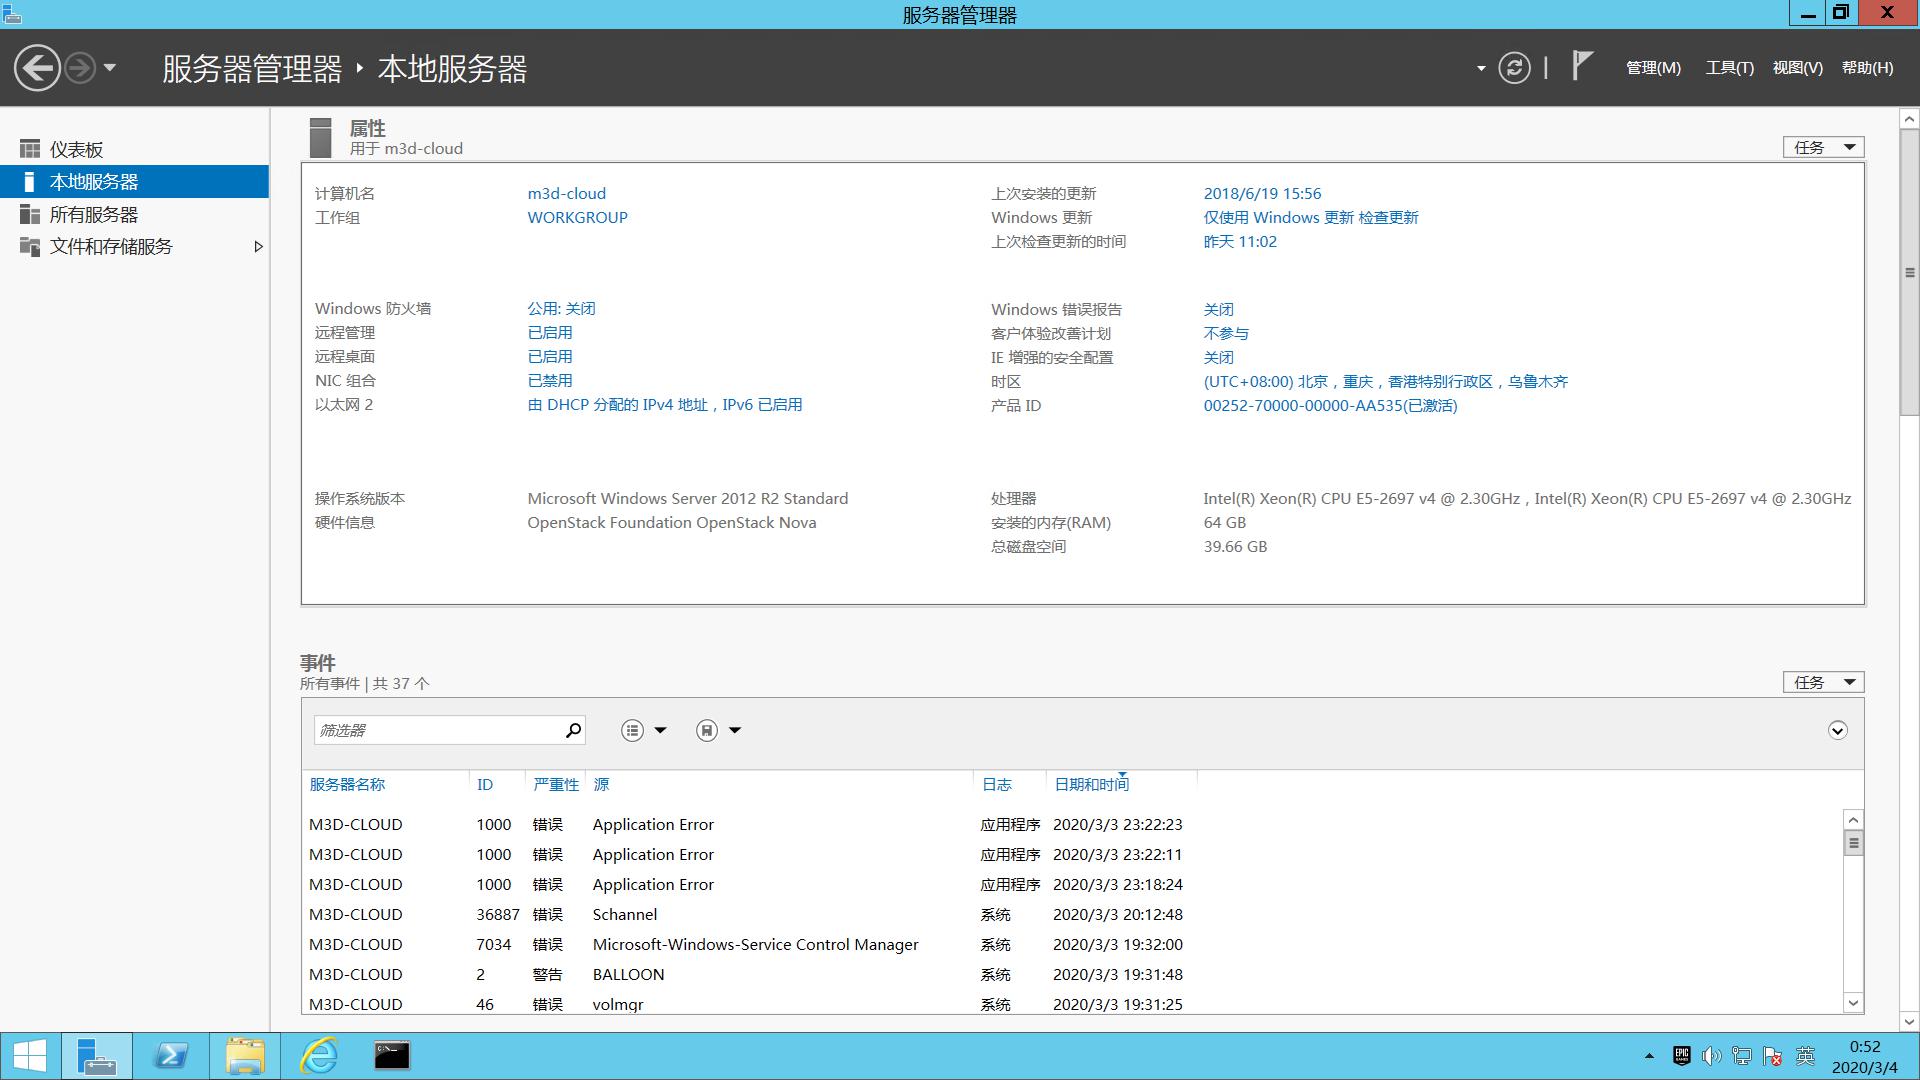 服务器管理器
服务器管理器 · 本地服务器
管理(M) 工具(T) 视图(V) 帮助(H)
仪表板
本地服务器
所有服务器
文件和存储服务
属性
用于 m3d-cloud
任务
计算机名 m3d-cloud 上次安装的更新 2018/6/19 15:56
工作组 WORKGROUP Windows 更新 仅使用 Windows 更新 检查更新
上次检查更新的时间 昨天 11:02
Windows 防火墙 公用: 关闭 Windows 错误报告 关闭
远程管理 已启用 客户体验改善计划 不参与
远程桌面 已启用 IE 增强的安全配置 关闭
NIC 组合 已禁用 时区 (UTC+08:00) 北京，重庆，香港特别行政区，乌鲁木齐
以太网 2 由 DHCP 分配的 IPv4 地址，IPv6 已启用 产品 ID 00252-70000-00000-AA535(已激活)
操作系统版本 Microsoft Windows Server 2012 R2 Standard 处理器 Intel(R) Xeon(R) CPU E5-2697 v4 @ 2.30GHz，Intel(R) Xeon(R) CPU E5-2697 v4 @ 2.30GHz
硬件信息 OpenStack Foundation OpenStack Nova 安装的内存(RAM) 64 GB
总磁盘空间 39.66 GB
事件
所有事件 | 共 37 个
任务
筛选器
服务器名称 ID 严重性 源 日志 日期和时间
M3D-CLOUD 1000 错误 Application Error 应用程序 2020/3/3 23:22:23
M3D-CLOUD 1000 错误 Application Error 应用程序 2020/3/3 23:22:11
M3D-CLOUD 1000 错误 Application Error 应用程序 2020/3/3 23:18:24
M3D-CLOUD 36887 错误 Schannel 系统 2020/3/3 20:12:48
M3D-CLOUD 7034 错误 Microsoft-Windows-Service Control Manager 系统 2020/3/3 19:32:00
M3D-CLOUD 2 警告 BALLOON 系统 2020/3/3 19:31:48
M3D-CLOUD 46 错误 volmgr 系统 2020/3/3 19:31:25
EPIC
英
0:52
2020/3/4